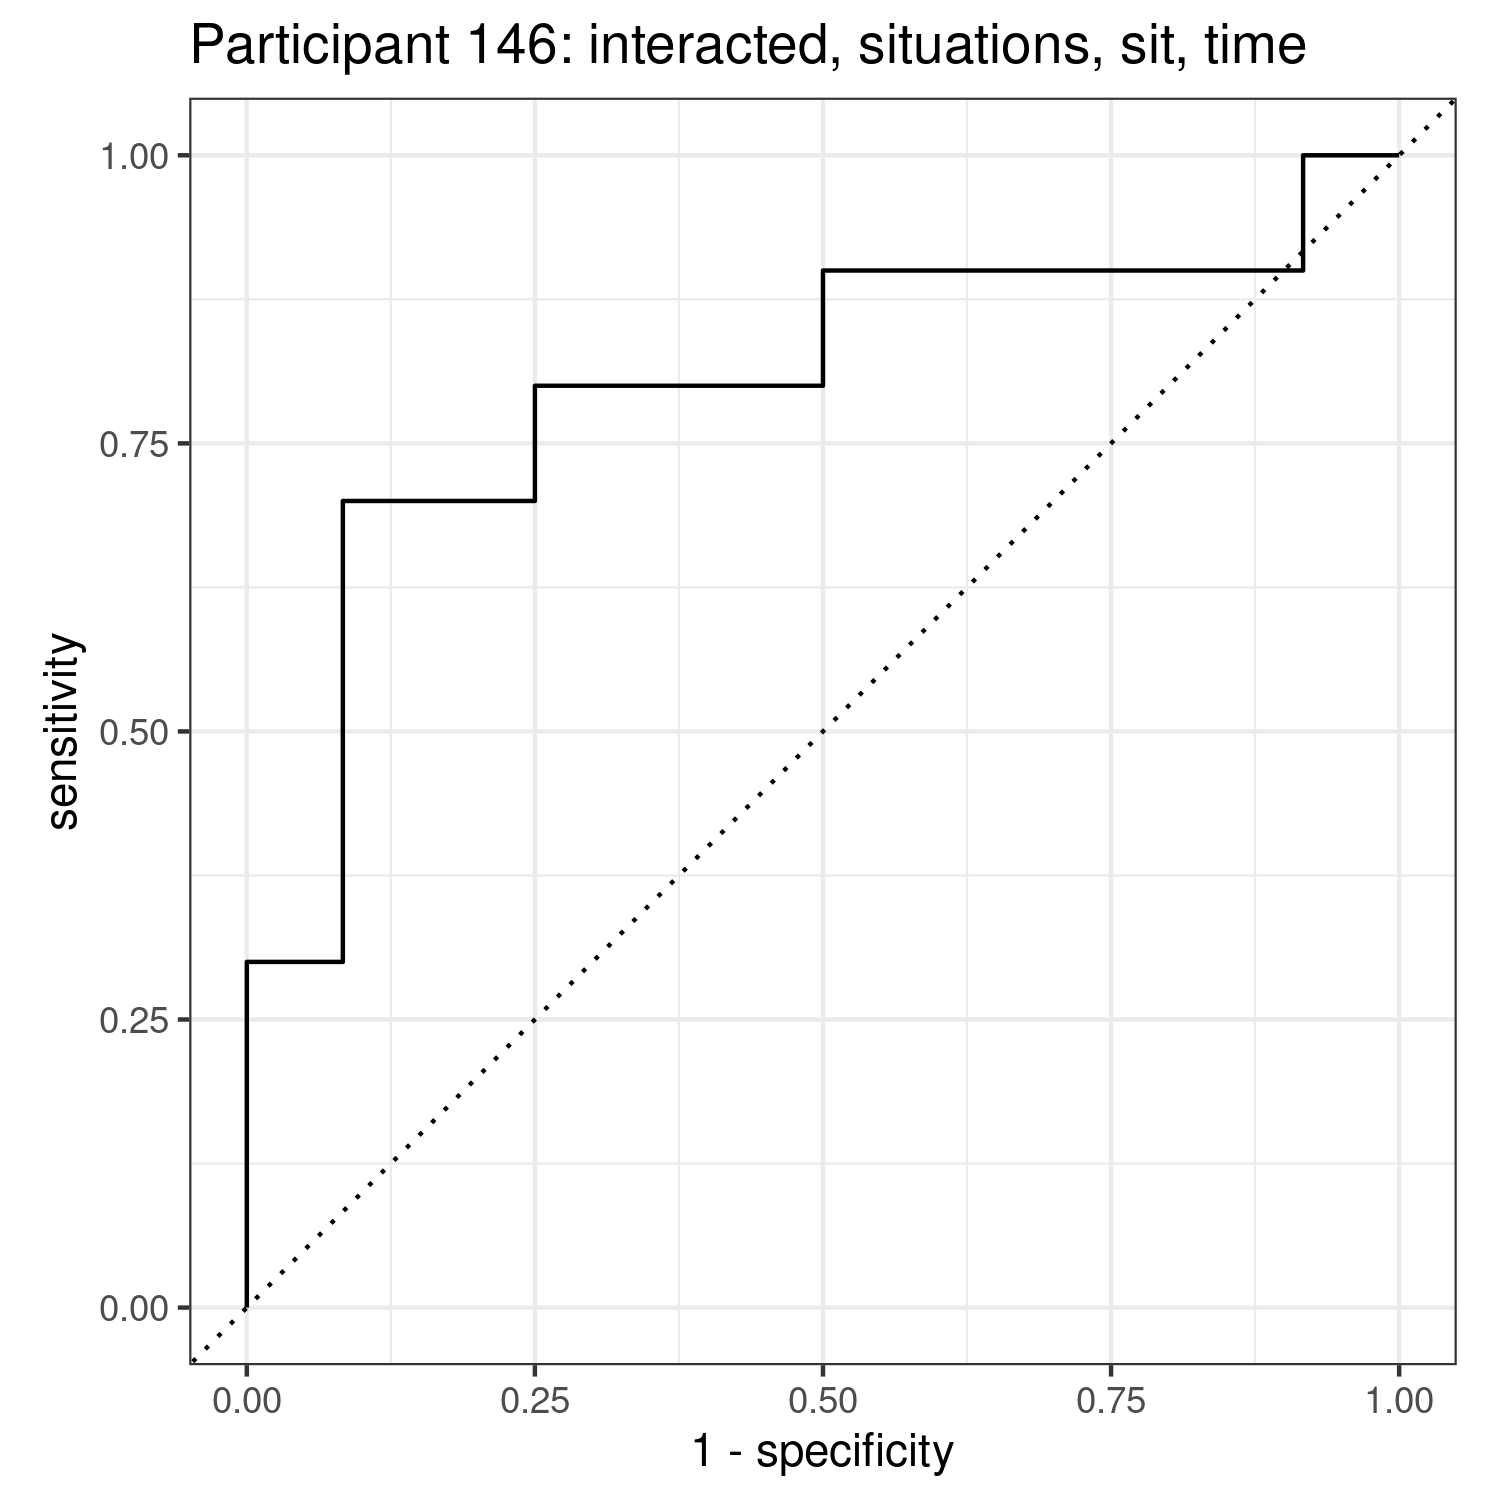 Participant 146: interacted, situations, sit, time
1.00
0.75
0.50
0.25
0.00
sensitivity
0.00 0.25 0.50 0.75 1.00
1 - specificity